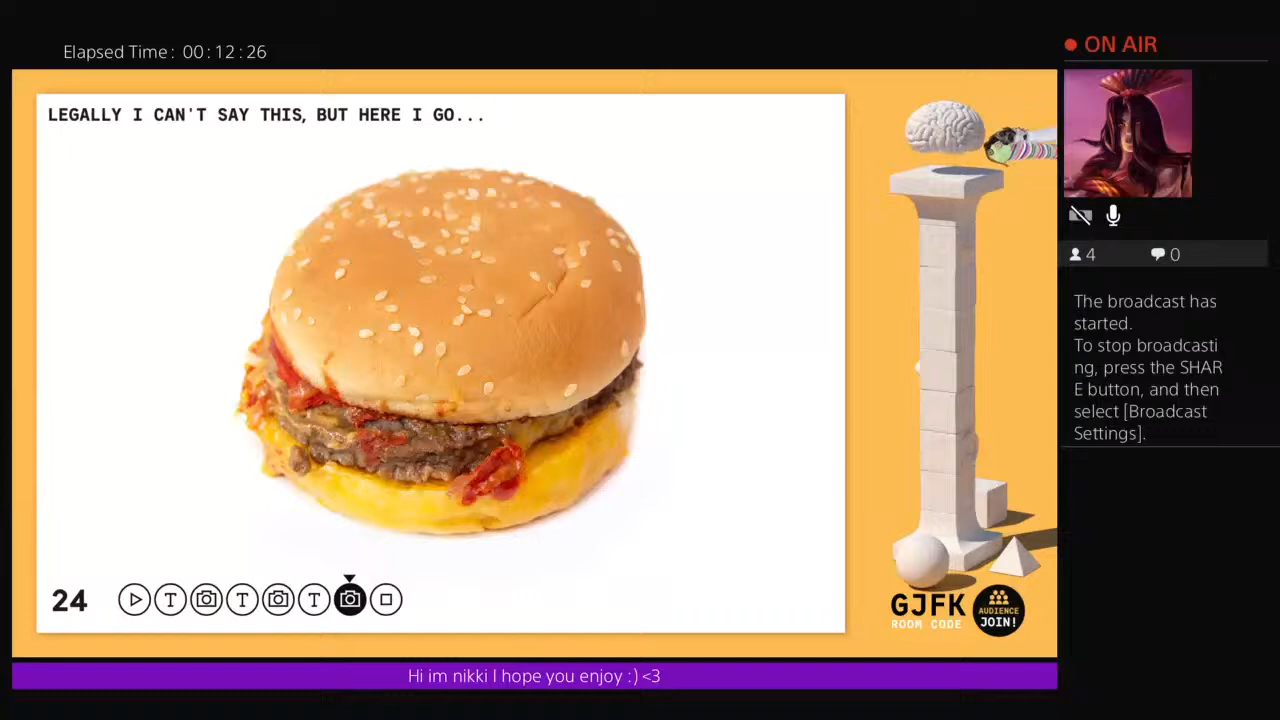 Elapsed Time: 00:12:26
ON AIR
LEGALLY I CAN'T SAY THIS, BUT HERE I GO...
4
0
The broadcast has
started.
To stop broadcasti
ng, press the SHAR
E button, and then
select [Broadcast
Settings].
24
T
T
T
GJFK
ROOM CODE
AUDIENCE
JOIN!
Hi im nikki I hope you enjoy :) <3